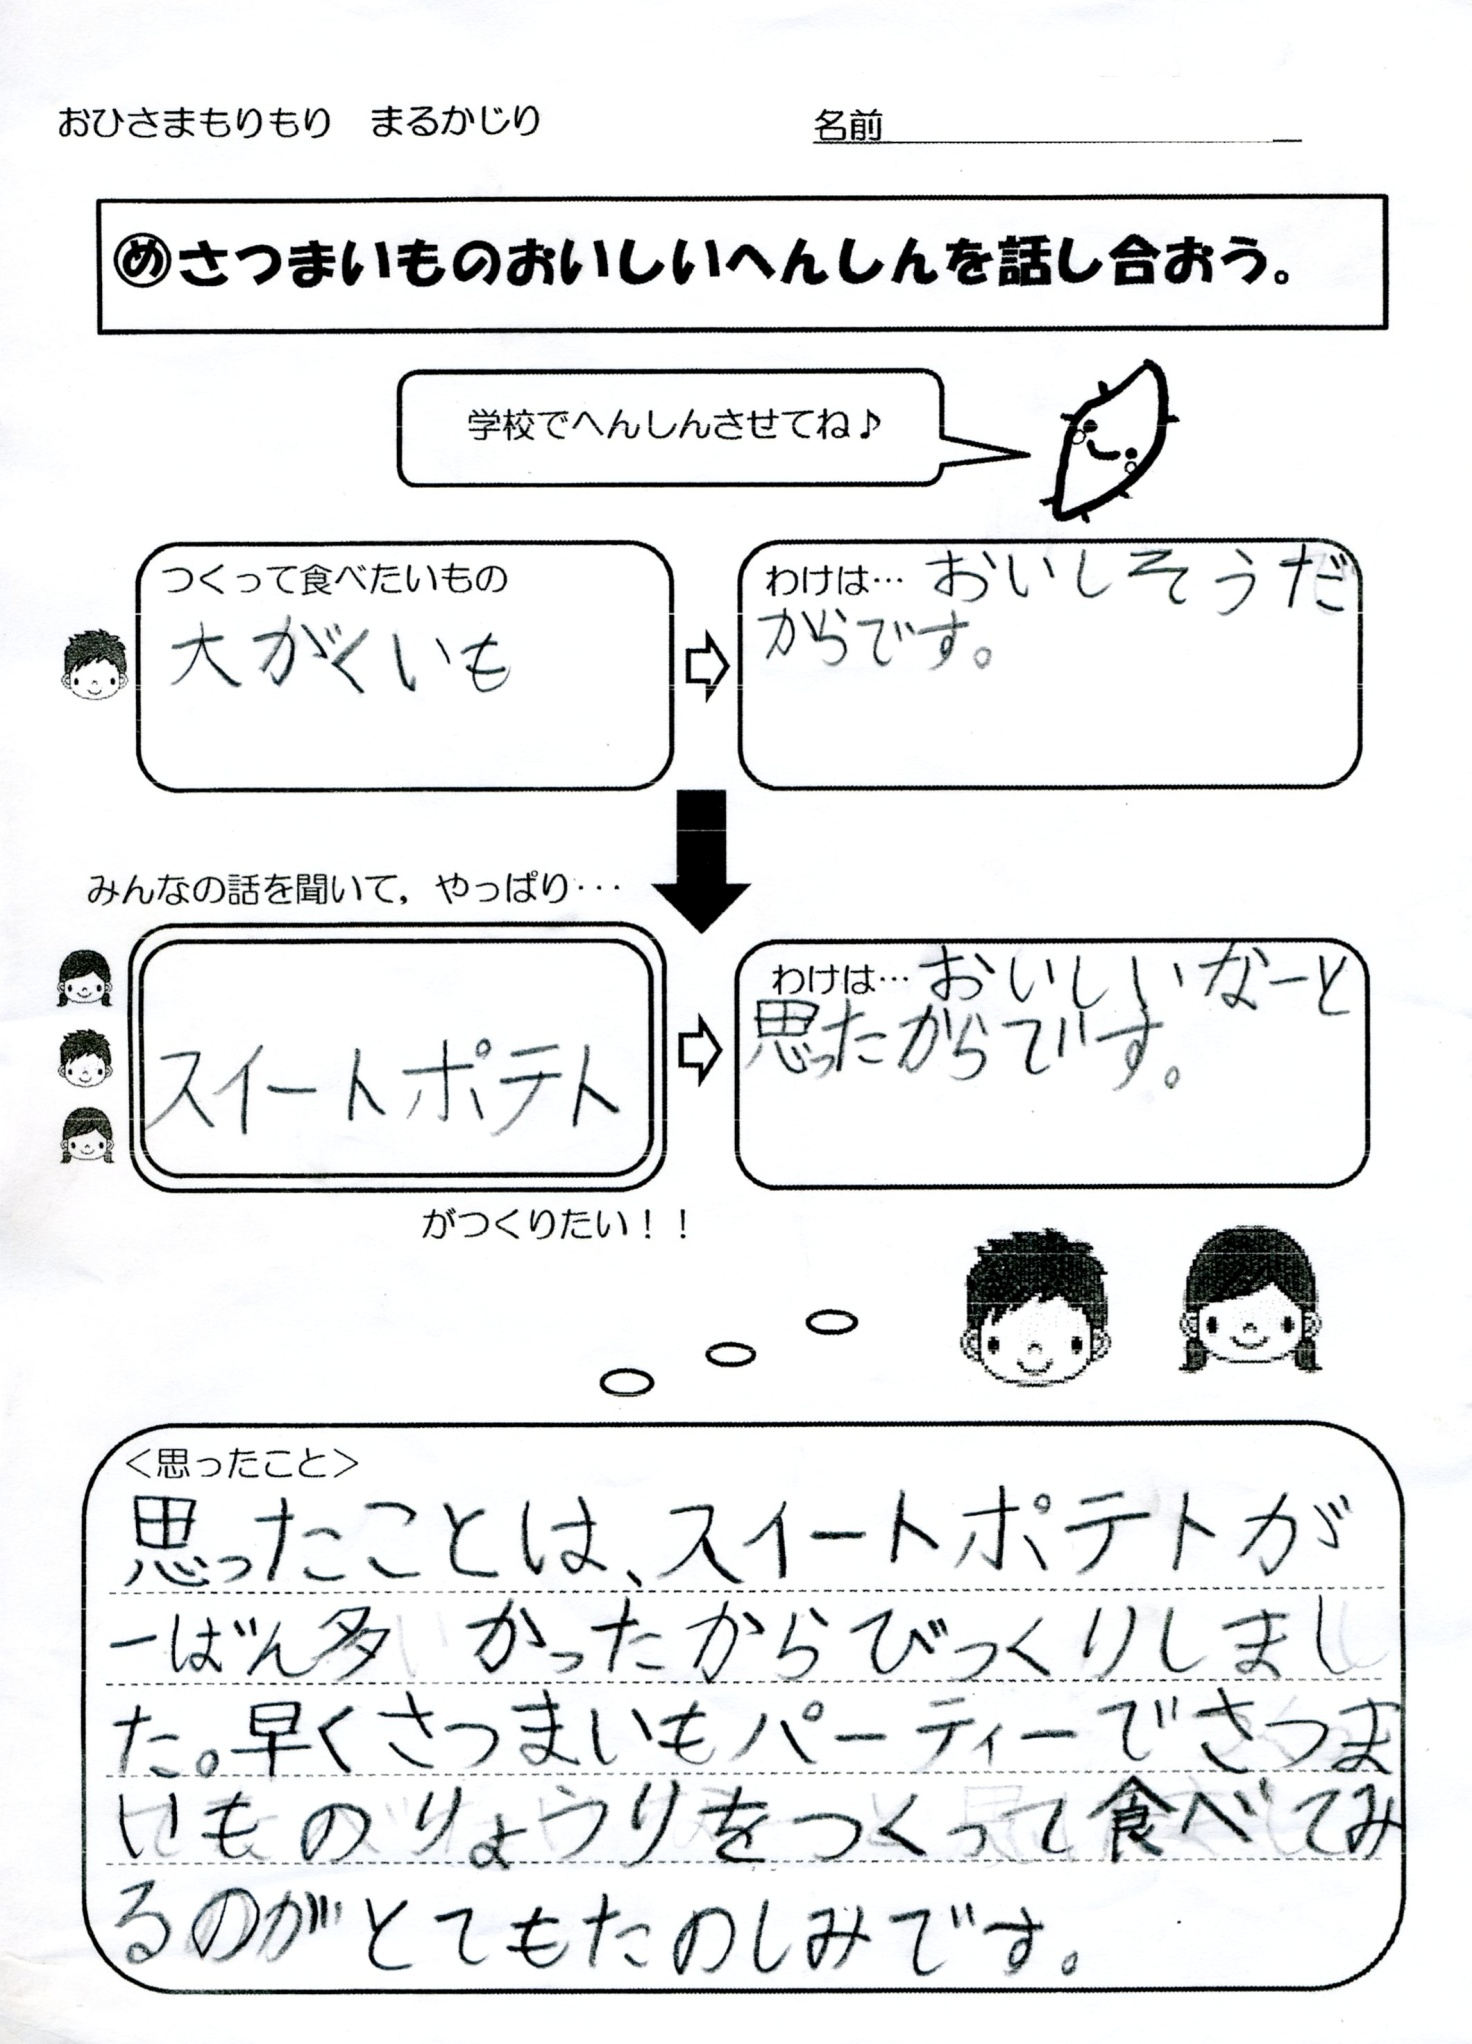 おひさまもりもり　まるかじり
名前
めさつまいものおいしいへんしんを話し合おう。
学校でへんしんさせてね♪
つくって食べたいもの
大がくいも
わけは… おいしそうだ
からです。
みんなの話を聞いて，やっぱり…
スイートポテト
わけは… おいしいなーと
思ったからです。
がつくりたい！！
＜思ったこと＞
思ったことは、スイートポテトが
一ばん多かったからびっくりしまし
た。早くさつまいもパーティーでさつま
いものりょうりをつくって食べてみ
るのがとてもたのしみです。